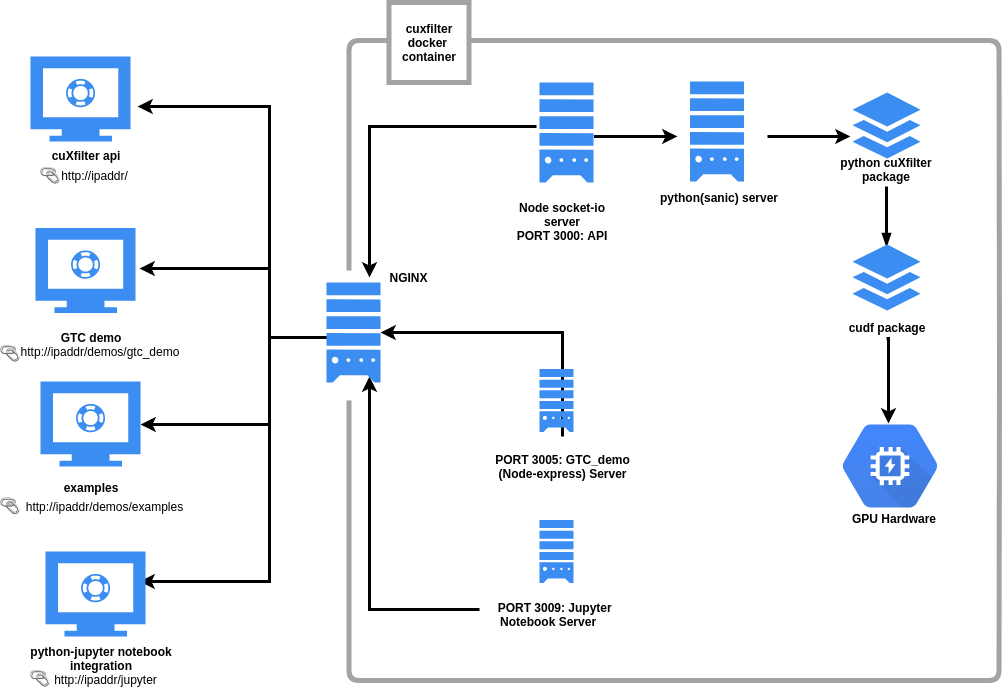 cuxfilter
docker
container
cuXfilter api
http://ipaddr/
GTC demo
http://ipaddr/demos/gtc_demo
examples
http://ipaddr/demos/examples
python-jupyter notebook
integration
http://ipaddr/jupyter
NGINX
Node socket-io
server
PORT 3000: API
python(sanic) server
python cuXfilter
package
cudf package
GPU Hardware
PORT 3005: GTC_demo
(Node-express) Server
PORT 3009: Jupyter
Notebook Server